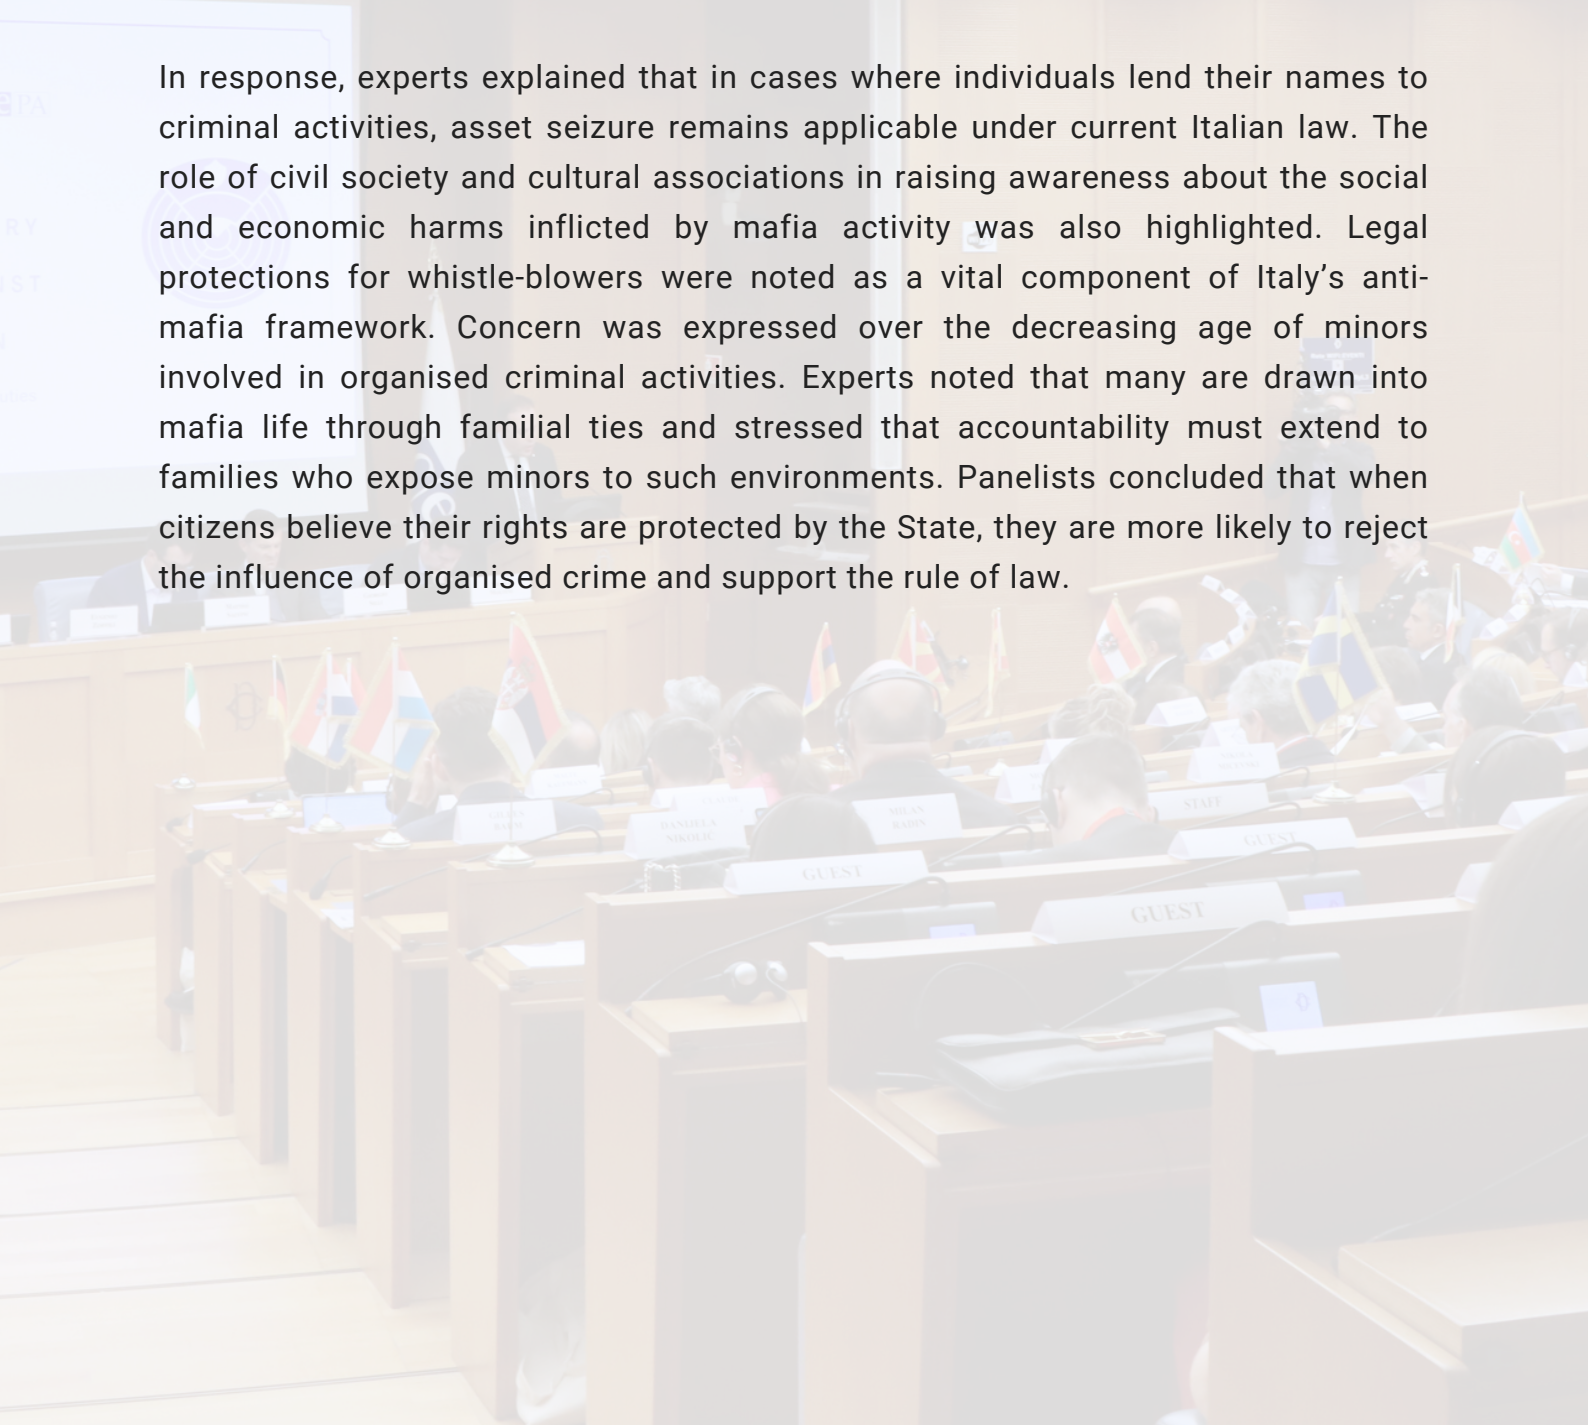 In response, experts explained that in cases where individuals lend their names to
criminal activities, asset seizure remains applicable under current Italian law. The
role of civil society and cultural associations in raising awareness about the social
and economic harms inflicted by mafia activity was also highlighted. Legal
protections for whistle-blowers were noted as a vital component of Italy’s anti-
mafia framework. Concern was expressed over the decreasing age of minors
involved in organised criminal activities. Experts noted that many are drawn into
mafia life through familial ties and stressed that accountability must extend to
families who expose minors to such environments. Panelists concluded that when
citizens believe their rights are protected by the State, they are more likely to reject
the influence of organised crime and support the rule of law.
PA
RY
ST
DANIJELA
NIKOLIC
MILAN
RADIN
STAFF
GUEST
GUEST
GUEST